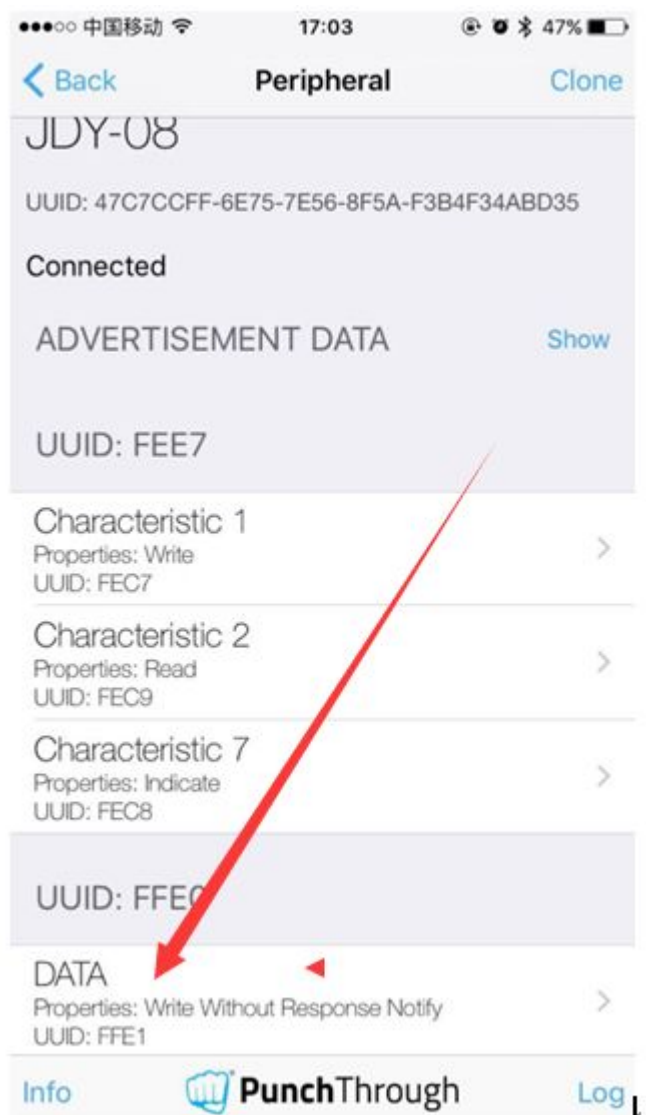 中国移动 17:03 47%
Back Peripheral Clone
JDY-08
UUID: 47C7CCFF-6E75-7E56-8F5A-F3B4F34ABD35
Connected
ADVERTISEMENT DATA Show
UUID: FEE7
Characteristic 1
Properties: Write
UUID: FEC7
Characteristic 2
Properties: Read
UUID: FEC9
Characteristic 7
Properties: Indicate
UUID: FEC8
UUID: FFE0
DATA
Properties: Write Without Response Notify
UUID: FFE1
Info PunchThrough Log